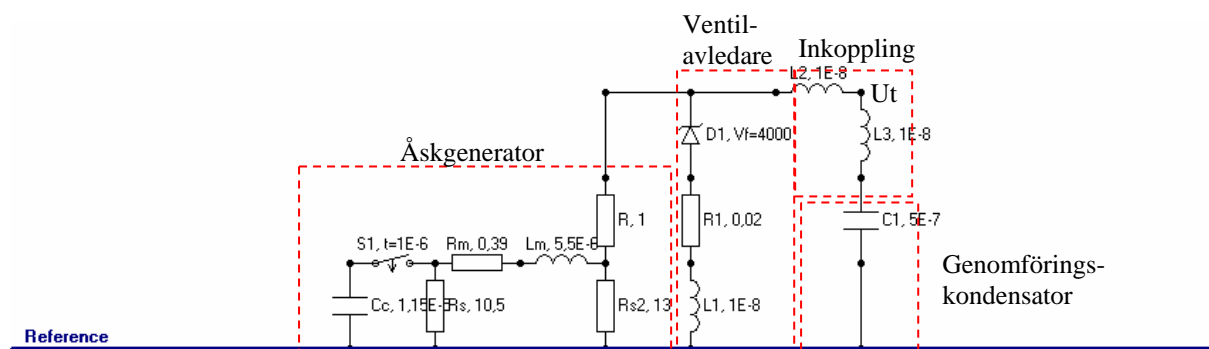 Ventil-
avledare
Inkoppling
L2, 1E-8
Ut
D1, Vf=4000
L3, 1E-8
Åskgenerator
R, 1
R1, 0,02
C1, 5E-7
S1, t=1E-6
Rm, 0,39
Lm, 5,5E-6
Genomförings-
kondensator
Rs, 10,5
Rs2, 13
L1, 1E-8
Reference